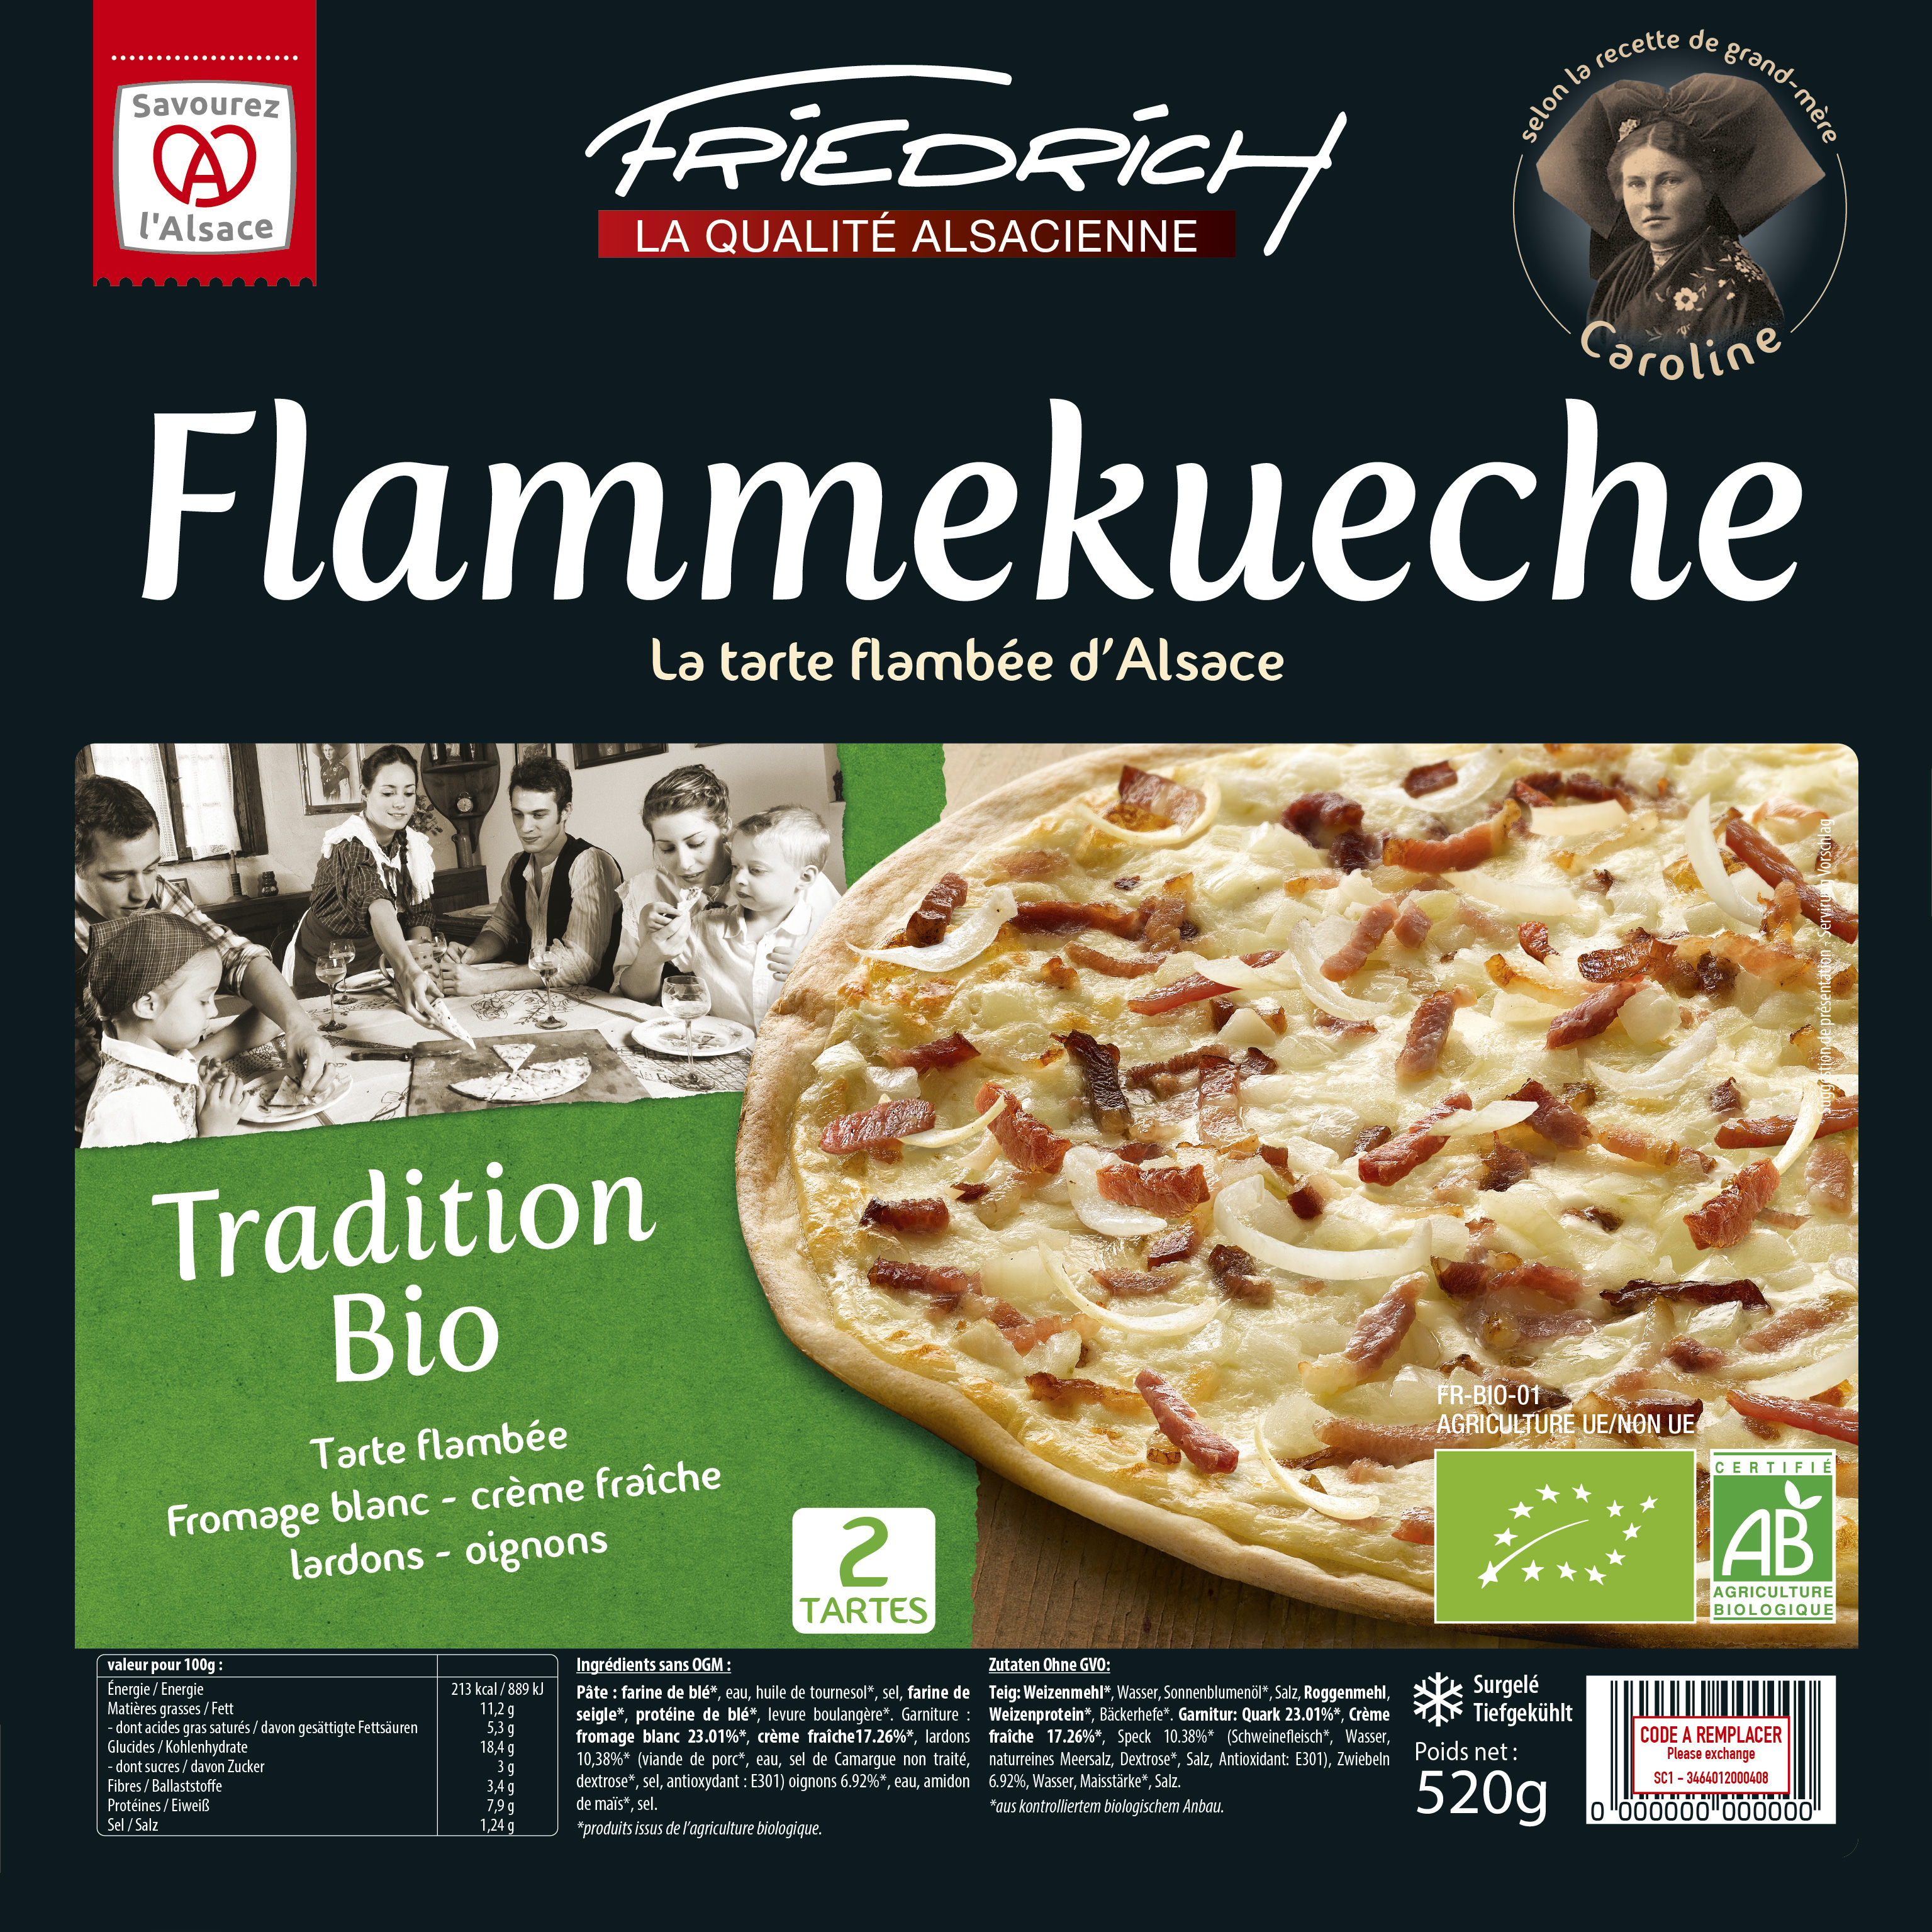 Savourez
A
l'Alsace
FRIEDRICH
LA QUALITÉ ALSACIENNE
selon la recette de grand-mère
Caroline
Flammekueche
La tarte flambée d'Alsace
Tradition
Bio
Tarte flambée
Fromage blanc - crème fraîche
lardons - oignons
2
TARTES
Suggestion de présentation - Servirung Vorschlag
FR-BIO-01
AGRICULTURE UE/NON UE
CERTIFIÉ
AB
AGRICULTURE
BIOLOGIQUE
valeur pour 100g :
Énergie / Energie 213 kcal / 889 kJ
Matières grasses / Fett 11,2 g
- dont acides gras saturés / davon gesättigte Fettsäuren 5,3 g
Glucides / Kohlenhydrate 18,4 g
- dont sucres / davon Zucker 3 g
Fibres / Ballaststoffe 3,4 g
Protéines / Eiweiß 7,9 g
Sel / Salz 1,24 g
Ingrédients sans OGM :
Pâte : farine de blé*, eau, huile de tournesol*, sel, farine de
seigle*, protéine de blé*, levure boulangère*. Garniture :
fromage blanc 23.01%*, crème fraîche17.26%*, lardons
10,38%* (viande de porc*, eau, sel de Camargue non traité,
dextrose*, sel, antioxydant : E301) oignons 6.92%*, eau, amidon
de maïs*, sel.
*produits issus de l'agriculture biologique.
Zutaten Ohne GVO:
Teig: Weizenmehl*, Wasser, Sonnenblumenöl*, Salz, Roggenmehl,
Weizenprotein*, Bäckerhefe*. Garnitur: Quark 23.01%*, Crème
fraîche 17.26%*, Speck 10.38%* (Schweinefleisch*, Wasser,
naturreines Meersalz, Dextrose*, Salz, Antioxidant: E301), Zwiebeln
6.92%, Wasser, Maisstärke*, Salz.
*aus kontrolliertem biologischem Anbau.
Surgelé
Tiefgekühlt
Poids net :
520g
CODE A REMPLACER
Please exchange
SC1 - 3464012000408
0 000000 000000